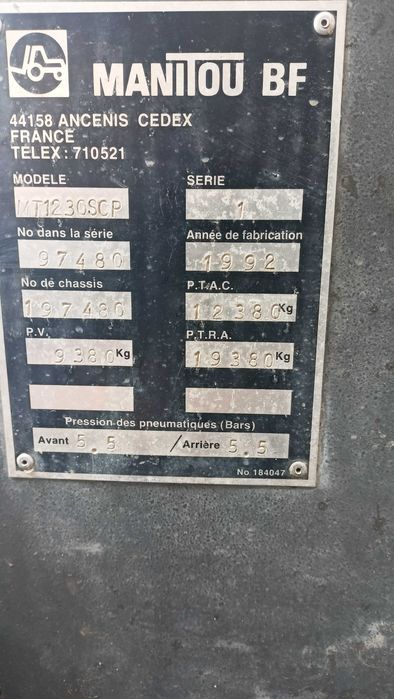 MANITOU BF
44158 ANCENIS CEDEX
FRANCE
TELEX : 710521
MODELE SERIE
MT1230SCP 1
No dans la série Année de fabrication
97480 1992
No de chassis P.T.A.C.
197480 12380 Kg
P.V. P.T.R.A.
9380 Kg 19380 Kg
Pression des pneumatiques (Bars)
Avant 5.5 / Arrière 5.5
No. 184047